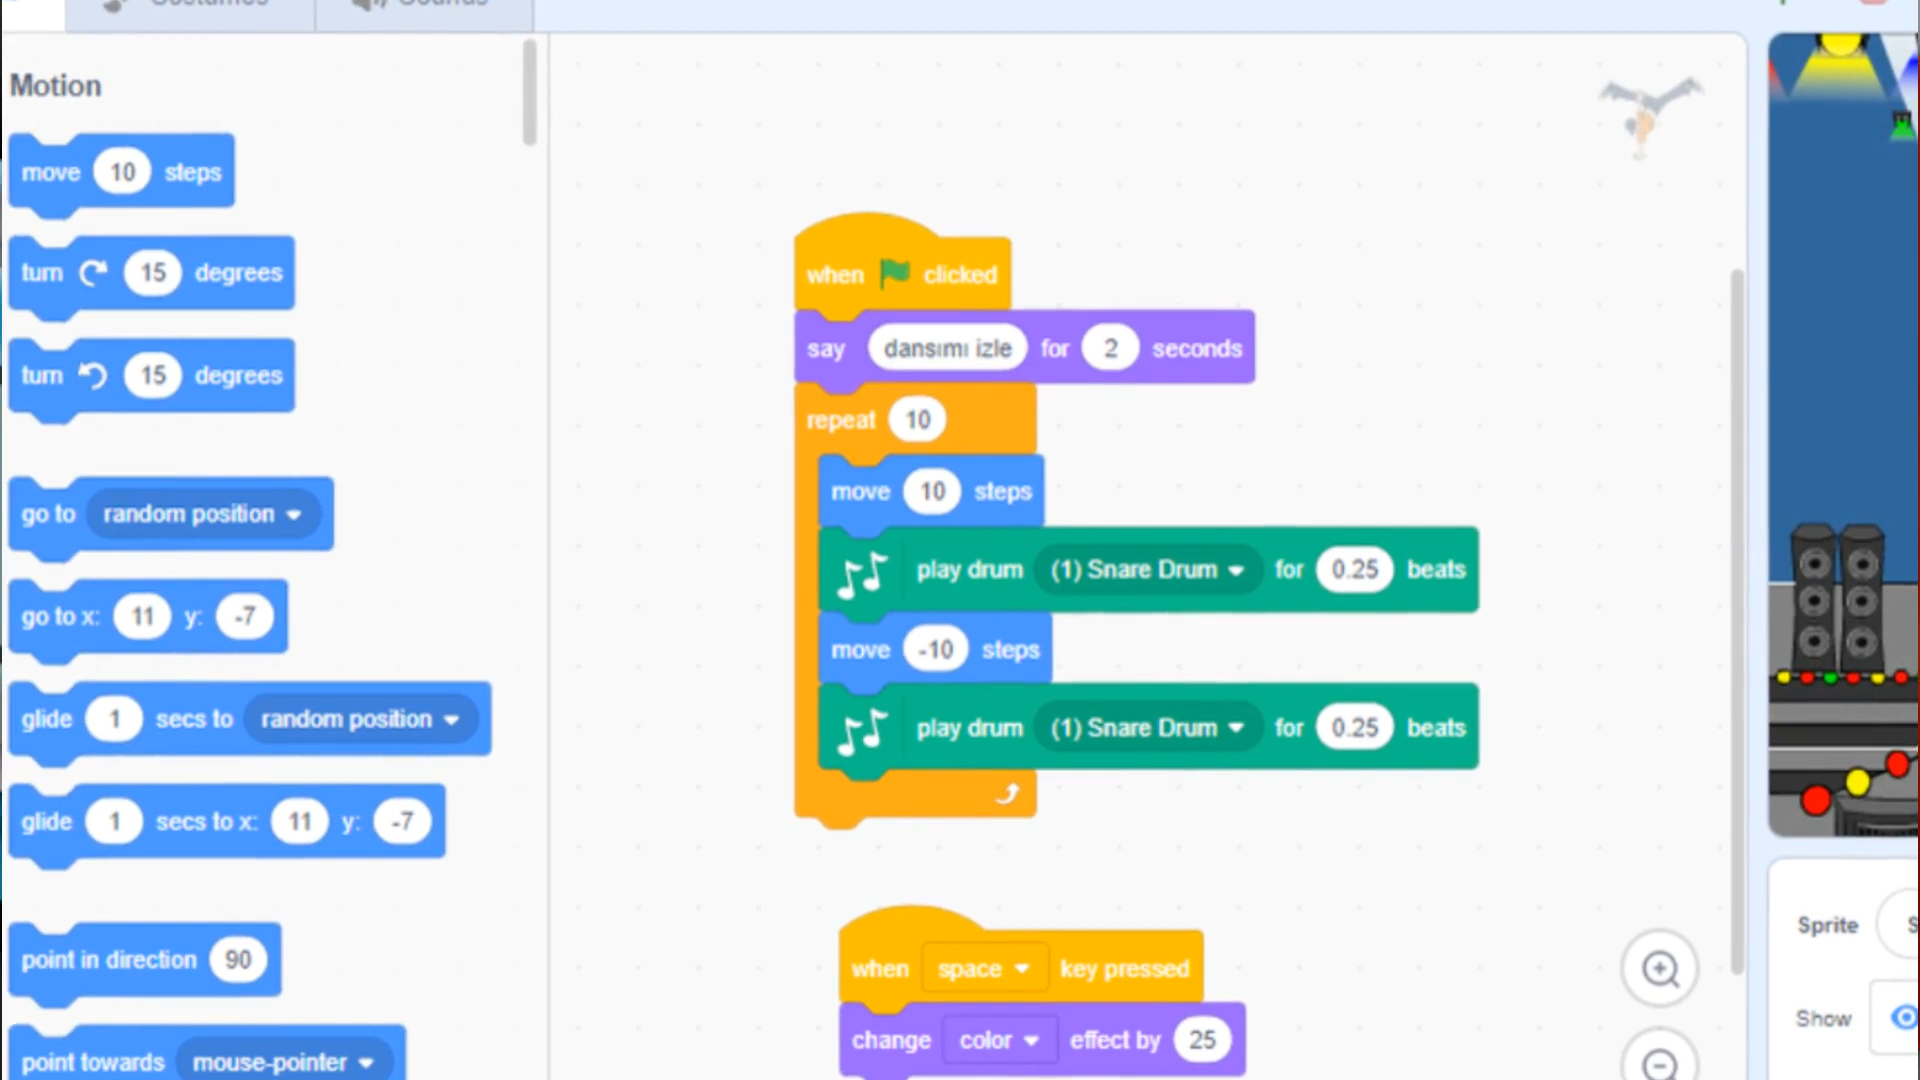 Costumes
Sounds
Motion
move 10 steps
turn 15 degrees
turn 15 degrees
go to random position
go to x: 11 y: -7
glide 1 secs to random position
glide 1 secs to x: 11 y: -7
point in direction 90
point towards mouse-pointer
when clicked
say dansımı izle for 2 seconds
repeat 10
move 10 steps
play drum (1) Snare Drum for 0.25 beats
move -10 steps
play drum (1) Snare Drum for 0.25 beats
when space key pressed
change color effect by 25
Sprite
Show